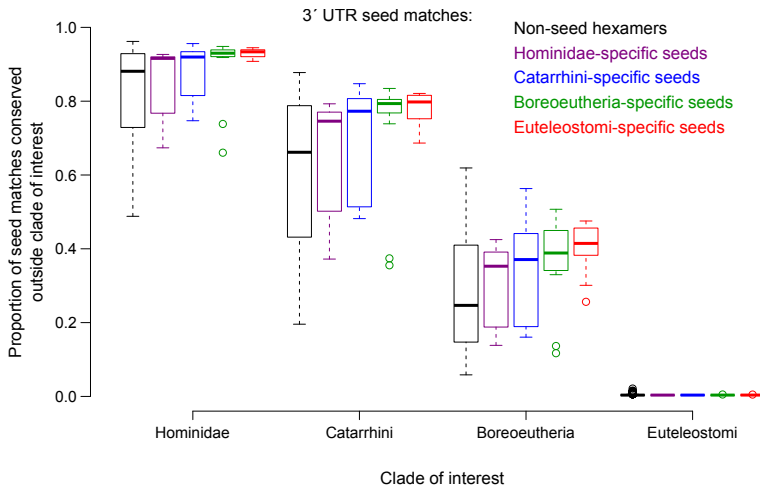 3´ UTR seed matches:
Non-seed hexamers
Hominidae-specific seeds
Catarrhini-specific seeds
Boreoeutheria-specific seeds
Euteleostomi-specific seeds
Proportion of seed matches conserved
outside clade of interest
1.0
0.8
0.6
0.4
0.2
0.0
Hominidae
Catarrhini
Boreoeutheria
Euteleostomi
Clade of interest